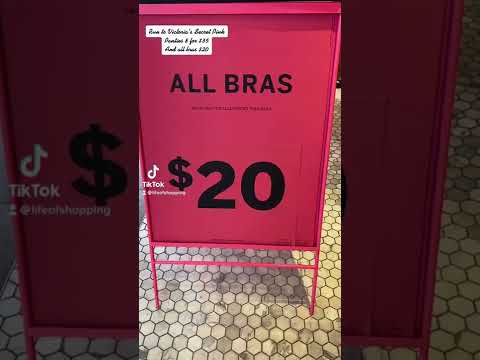 Run to Victoria's Secret Pink
Panties 8 for $35
And all bras $20
ALL BRAS
$20
TikTok
@lifeofshopping
$
TikTok
@lifeofshopping